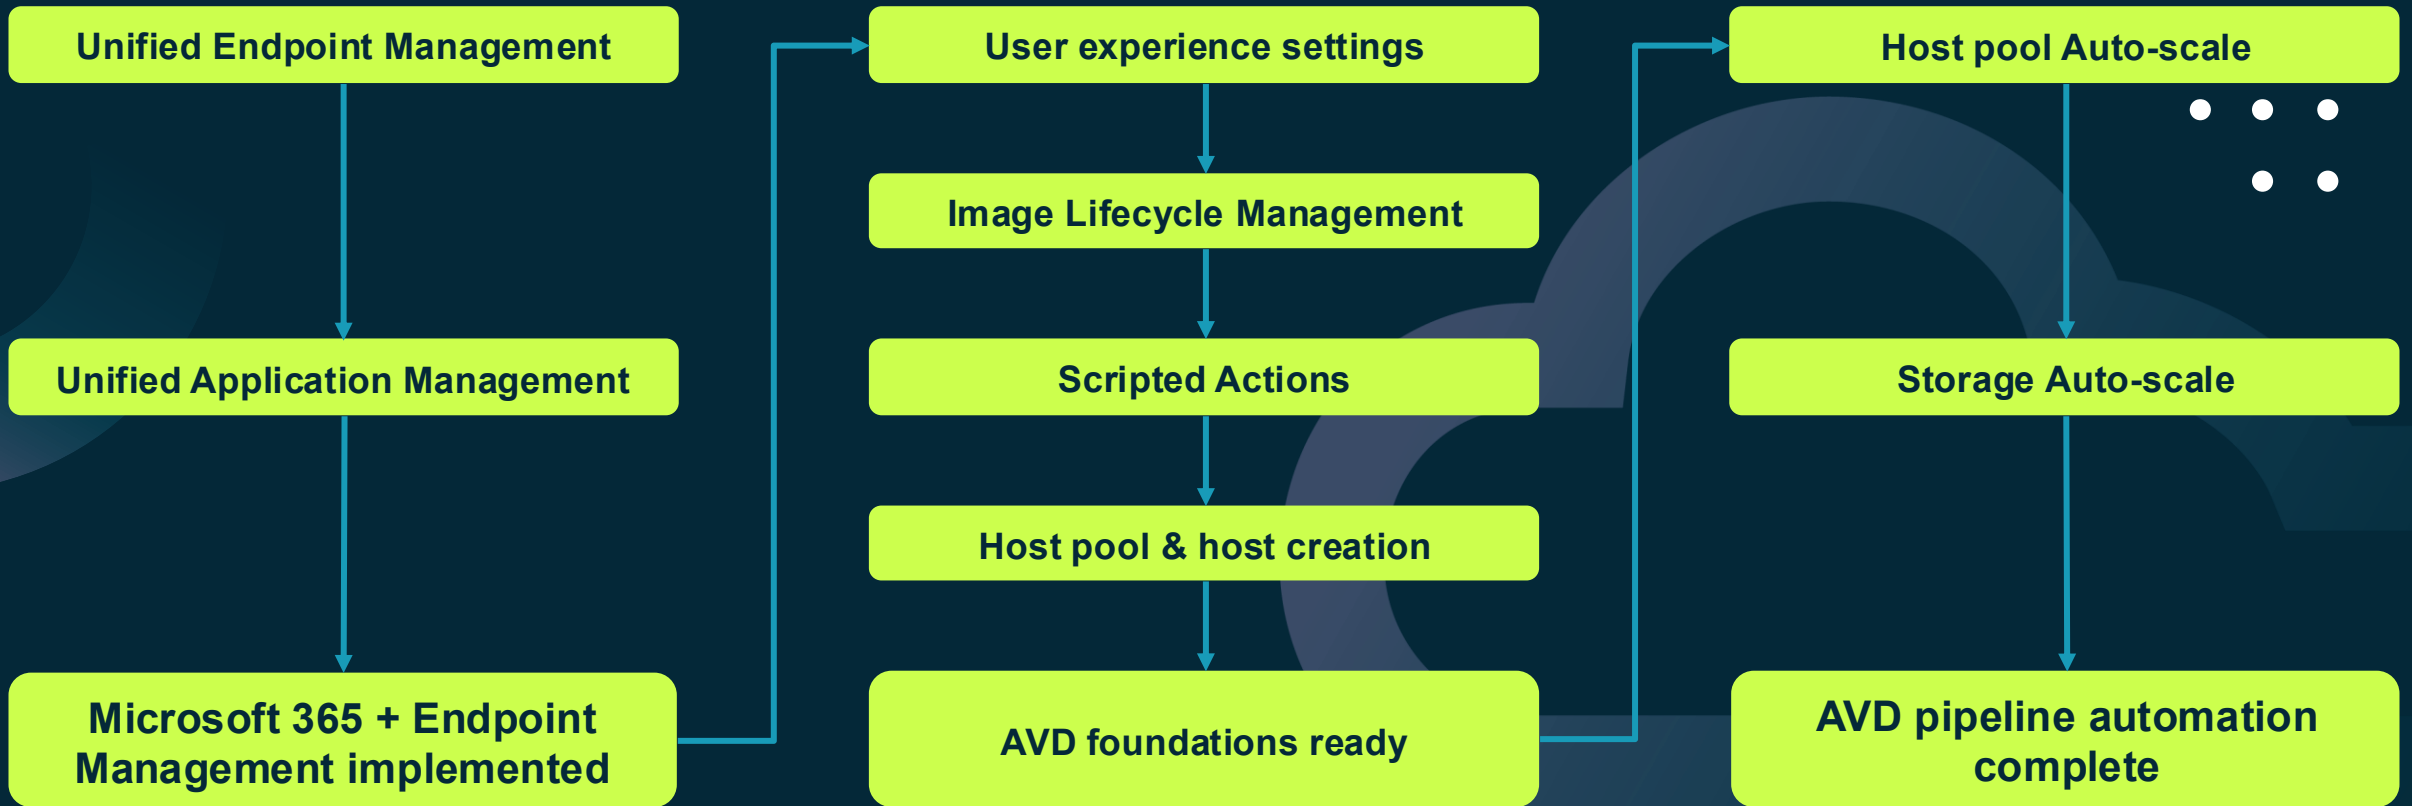 Unified Endpoint Management
Unified Application Management
Microsoft 365 + Endpoint
Management implemented
User experience settings
Image Lifecycle Management
Scripted Actions
Host pool & host creation
AVD foundations ready
Host pool Auto-scale
Storage Auto-scale
AVD pipeline automation
complete